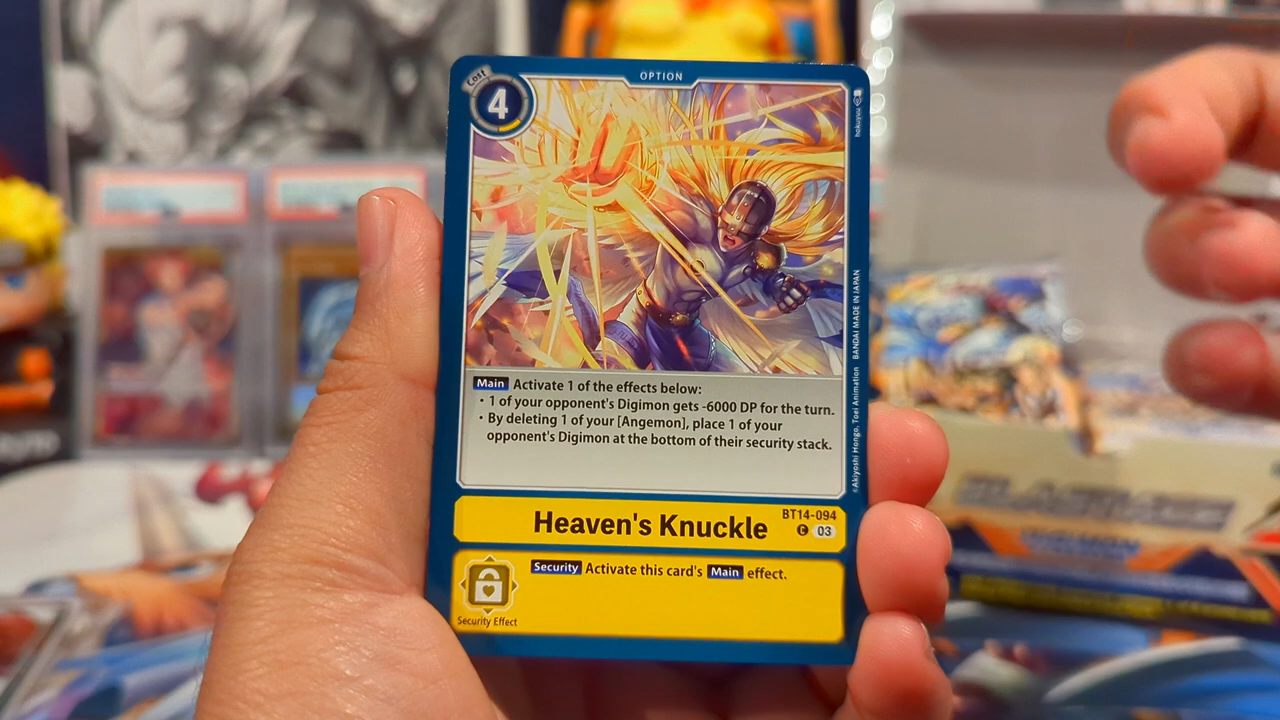 Cost
4
OPTION
hokuyuu
Main Activate 1 of the effects below:
・1 of your opponent's Digimon gets -6000 DP for the turn.
・By deleting 1 of your [Angemon], place 1 of your
opponent's Digimon at the bottom of their security stack.
©Akiyoshi Hongo, Toei Animation BANDAI MADE IN JAPAN
BT14-094
Heaven's Knuckle
C 03
Security Activate this card's Main effect.
Security Effect